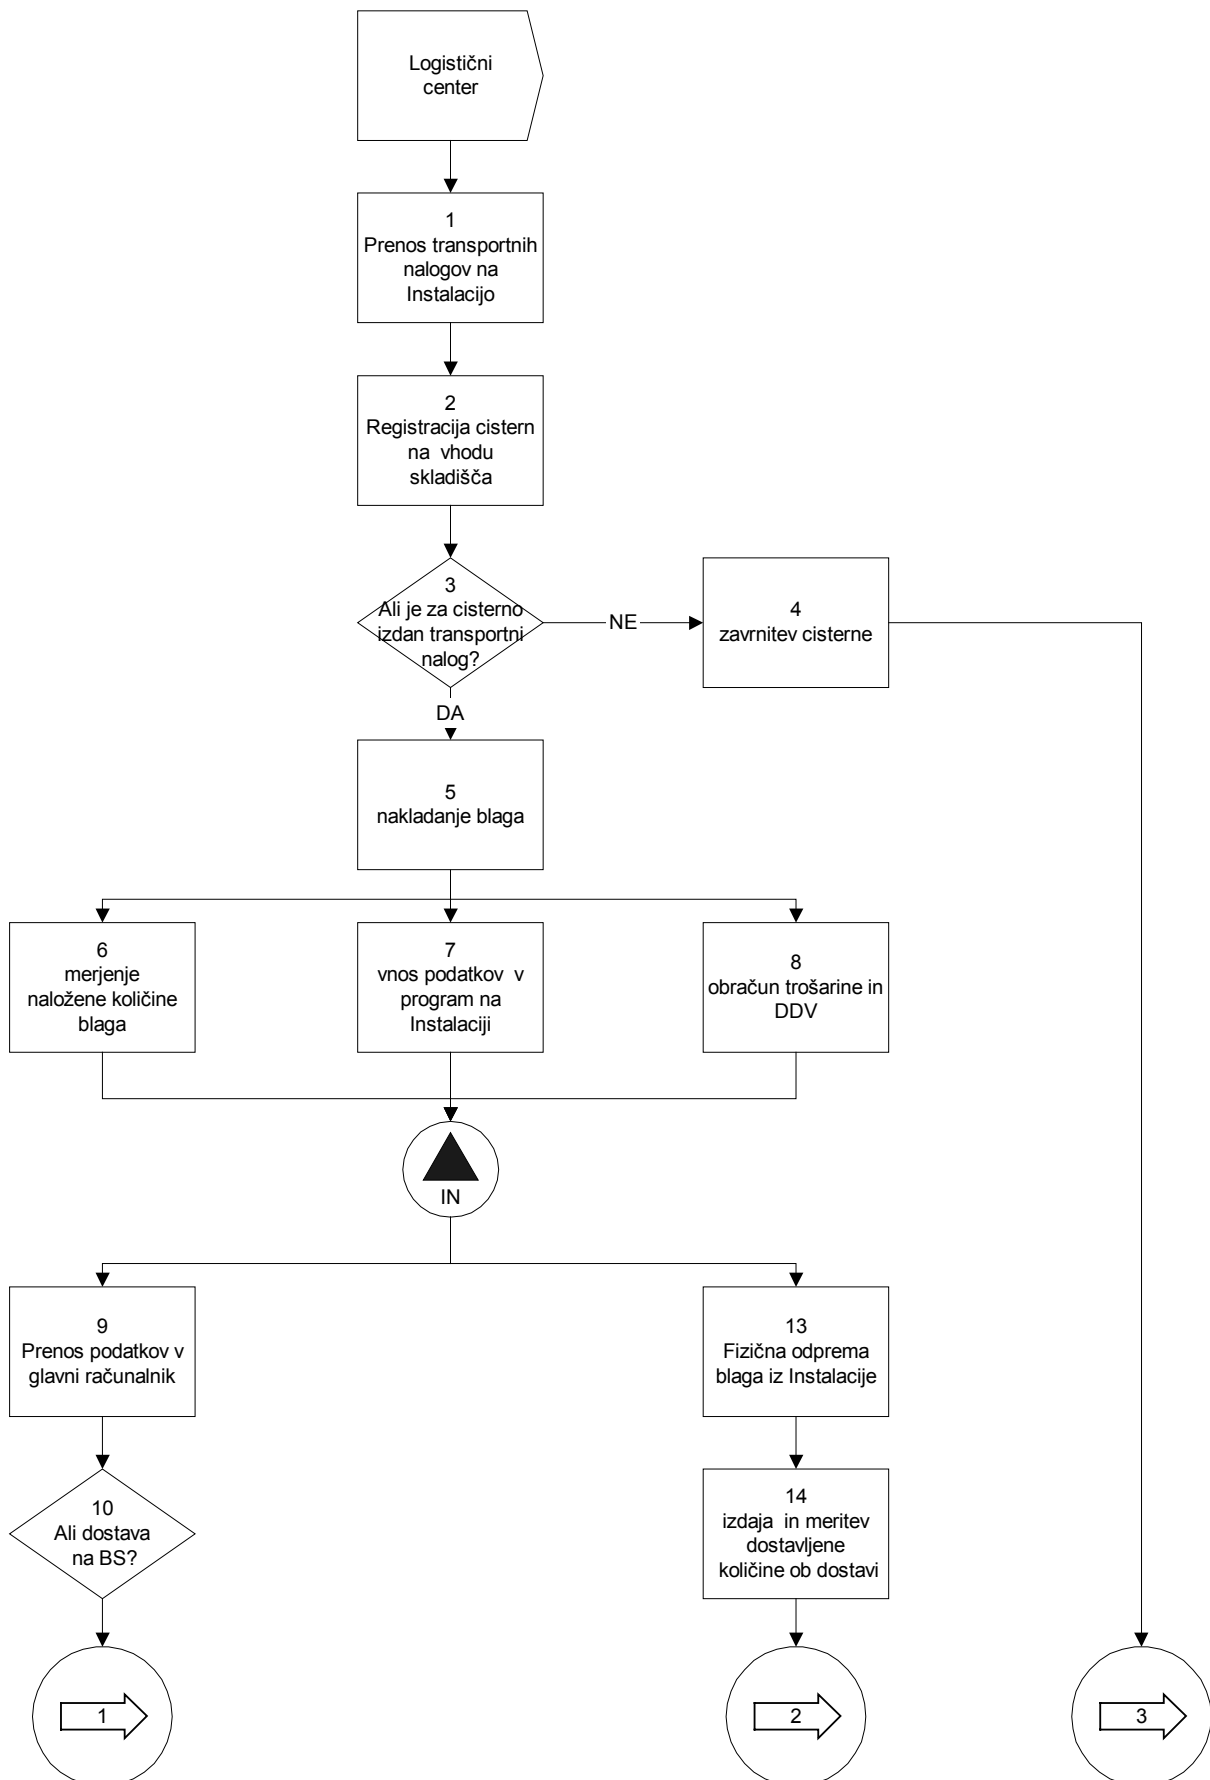 Logistični
center
1
Prenos transportnih
nalogov na
Instalacijo
2
Registracija cistern
na vhodu
skladišča
3
Ali je za cisterno
izdan transportni
nalog?
NE
4
zavrnitev cisterne
DA
5
nakladanje blaga
6
merjenje
naložene količine
blaga
7
vnos podatkov v
program na
Instalaciji
8
obračun trošarine in
DDV
IN
9
Prenos podatkov v
glavni računalnik
13
Fizična odprema
blaga iz Instalacije
10
Ali dostava
na BS?
14
izdaja in meritev
dostavljene
količine ob dostavi
1
2
3